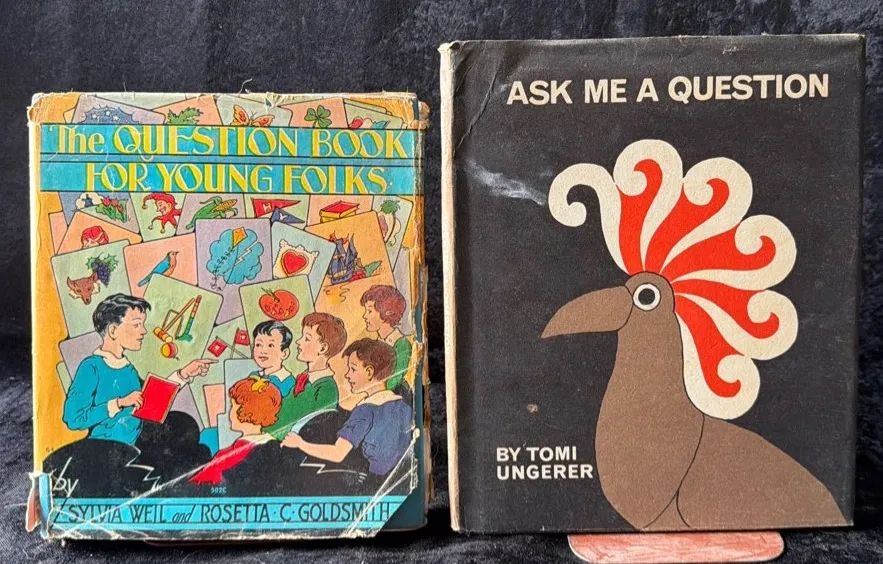 The QUESTION BOOK
FOR YOUNG FOLKS
by
SYLVIA WEIL and ROSETTA · C · GOLDSMITH
ASK ME A QUESTION
BY TOMI
UNGERER